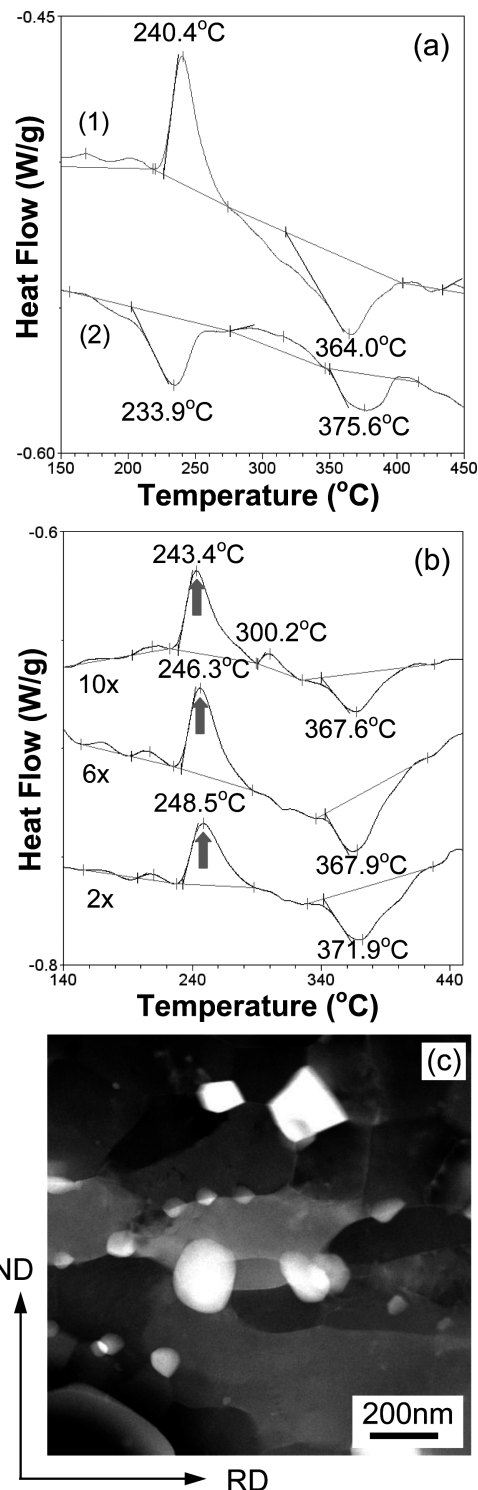 -0.45
240.4°C
(a)
(1)
Heat Flow (W/g)
(2)
364.0°C
233.9°C
375.6°C
-0.60
150 200 250 300 350 400 450
Temperature (°C)
-0.6
243.4°C
(b)
300.2°C
10x
246.3°C
367.6°C
Heat Flow (W/g)
6x
248.5°C
367.9°C
2x
371.9°C
-0.8
140 240 340 440
Temperature (°C)
(c)
ND
200nm
RD